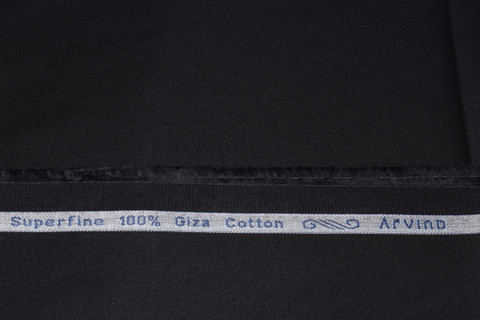 Superfine 100% Giza Cotton ArvinD